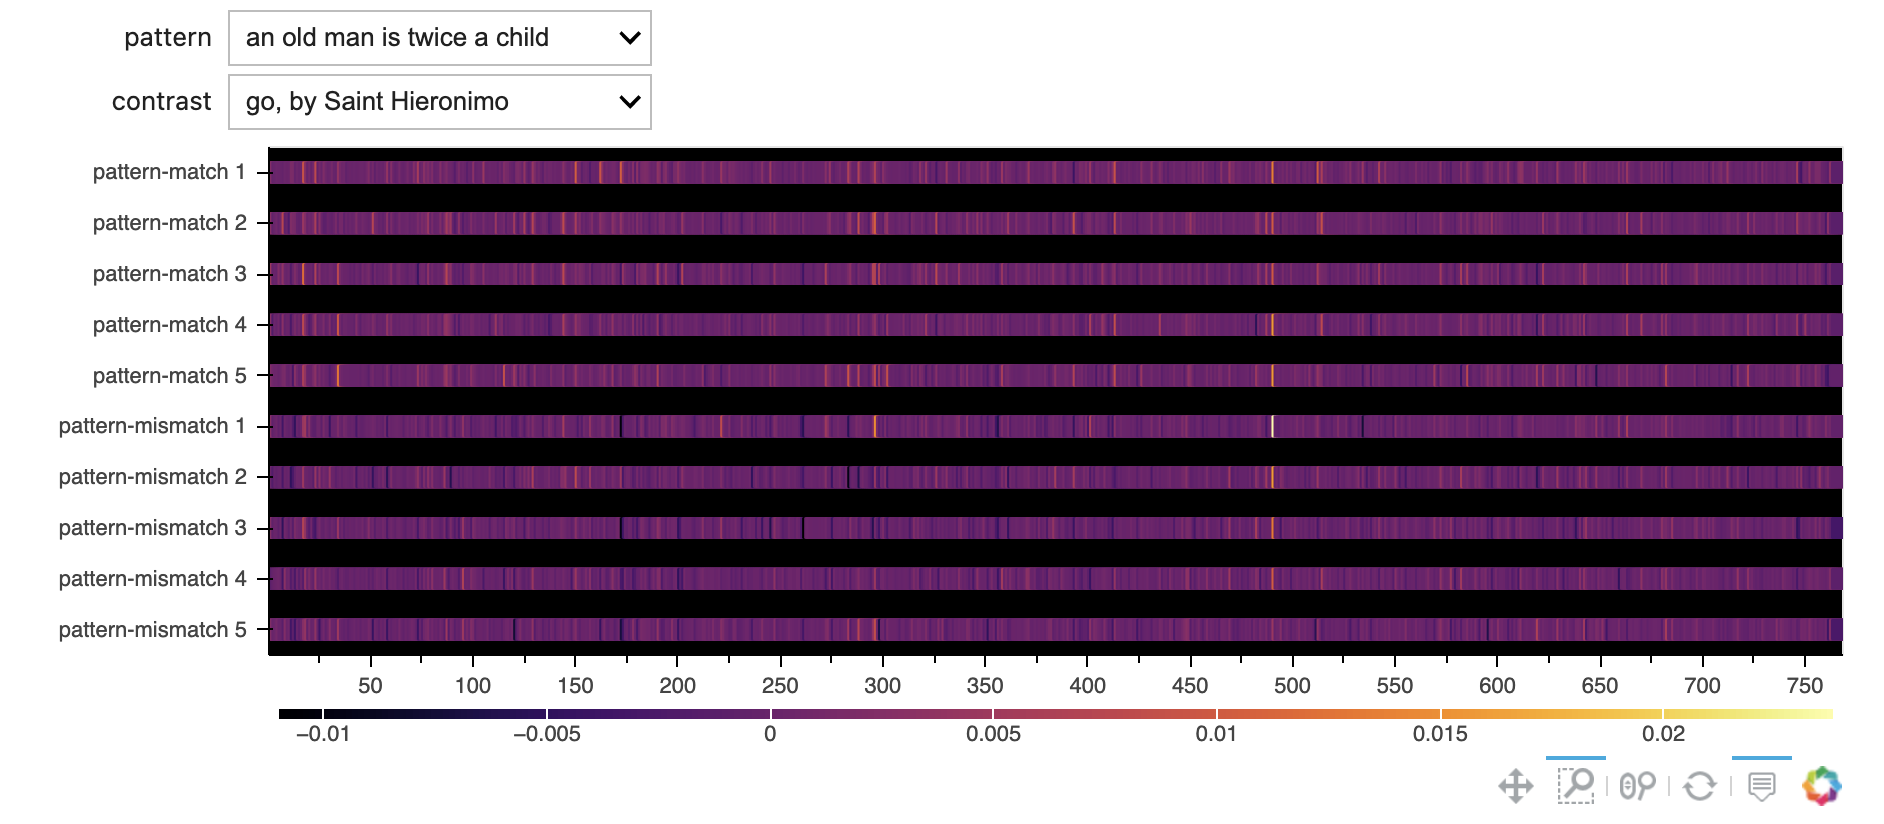 pattern an old man is twice a child
contrast go, by Saint Hieronimo
pattern-match 1
pattern-match 2
pattern-match 3
pattern-match 4
pattern-match 5
pattern-mismatch 1
pattern-mismatch 2
pattern-mismatch 3
pattern-mismatch 4
pattern-mismatch 5
50 100 150 200 250 300 350 400 450 500 550 600 650 700 750
−0.01 −0.005 0 0.005 0.01 0.015 0.02